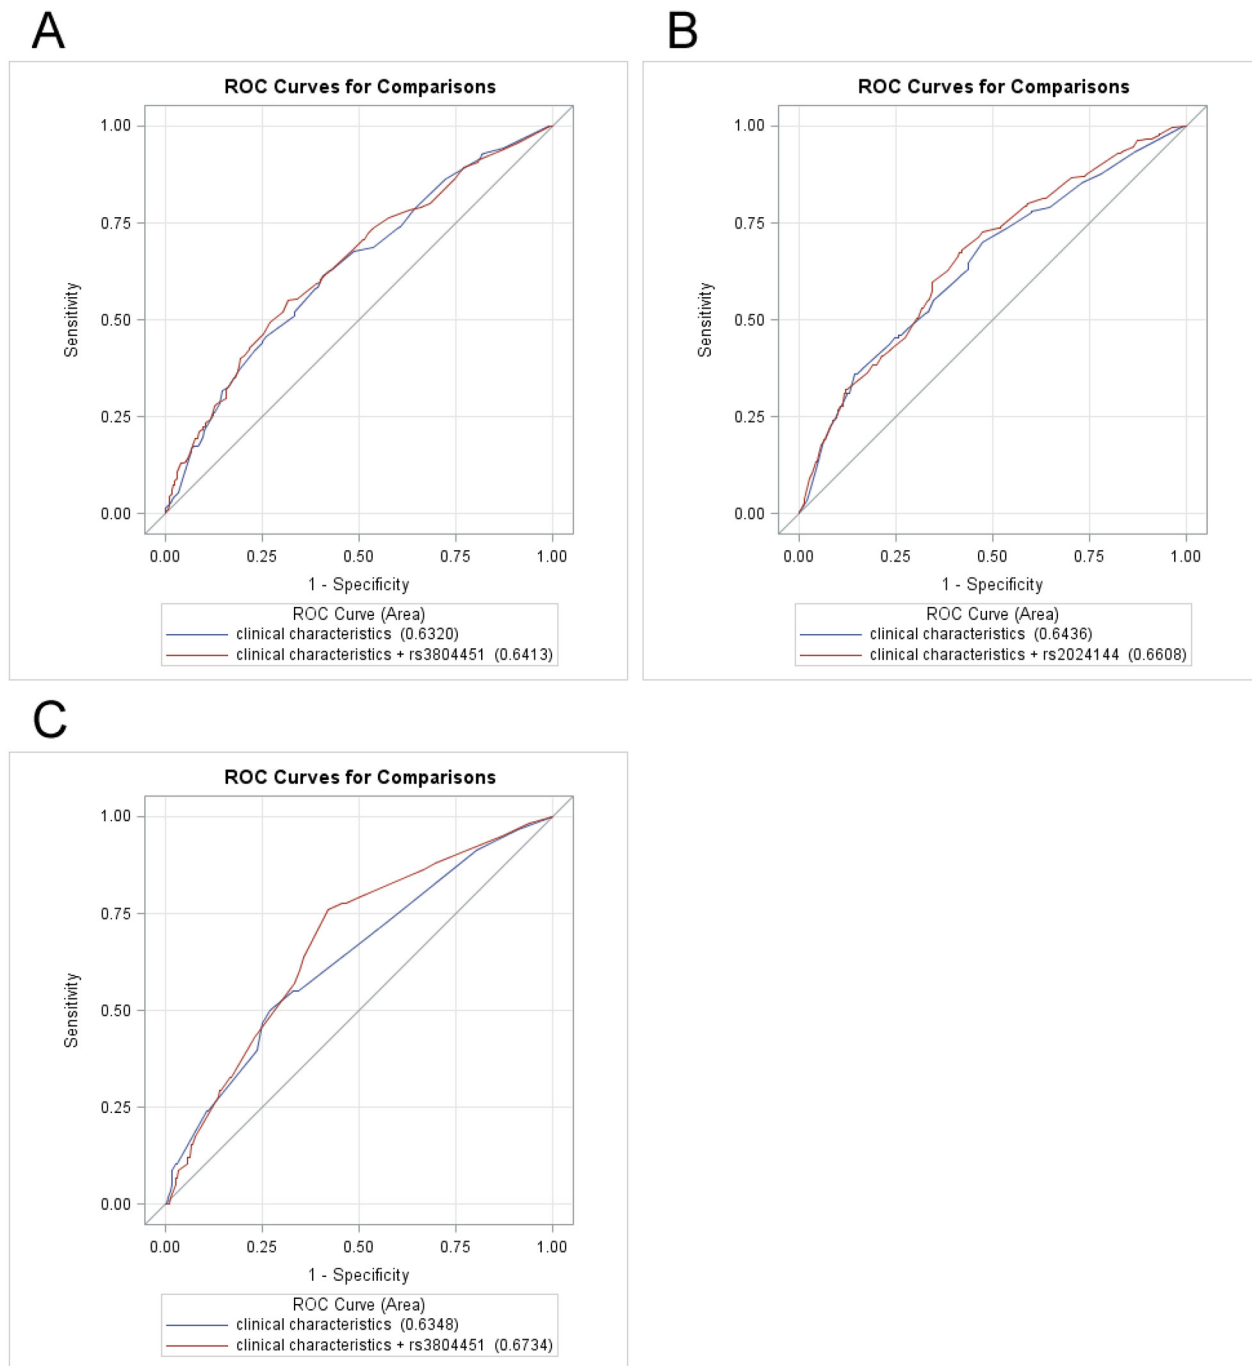 A
ROC Curves for Comparisons
1.00
0.75
0.50
0.25
0.00
Sensitivity
0.00 0.25 0.50 0.75 1.00
1 - Specificity
ROC Curve (Area)
clinical characteristics (0.6320)
clinical characteristics + rs3804451 (0.6413)
B
ROC Curves for Comparisons
1.00
0.75
0.50
0.25
0.00
Sensitivity
0.00 0.25 0.50 0.75 1.00
1 - Specificity
ROC Curve (Area)
clinical characteristics (0.6436)
clinical characteristics + rs2024144 (0.6608)
C
ROC Curves for Comparisons
1.00
0.75
0.50
0.25
0.00
Sensitivity
0.00 0.25 0.50 0.75 1.00
1 - Specificity
ROC Curve (Area)
clinical characteristics (0.6348)
clinical characteristics + rs3804451 (0.6734)